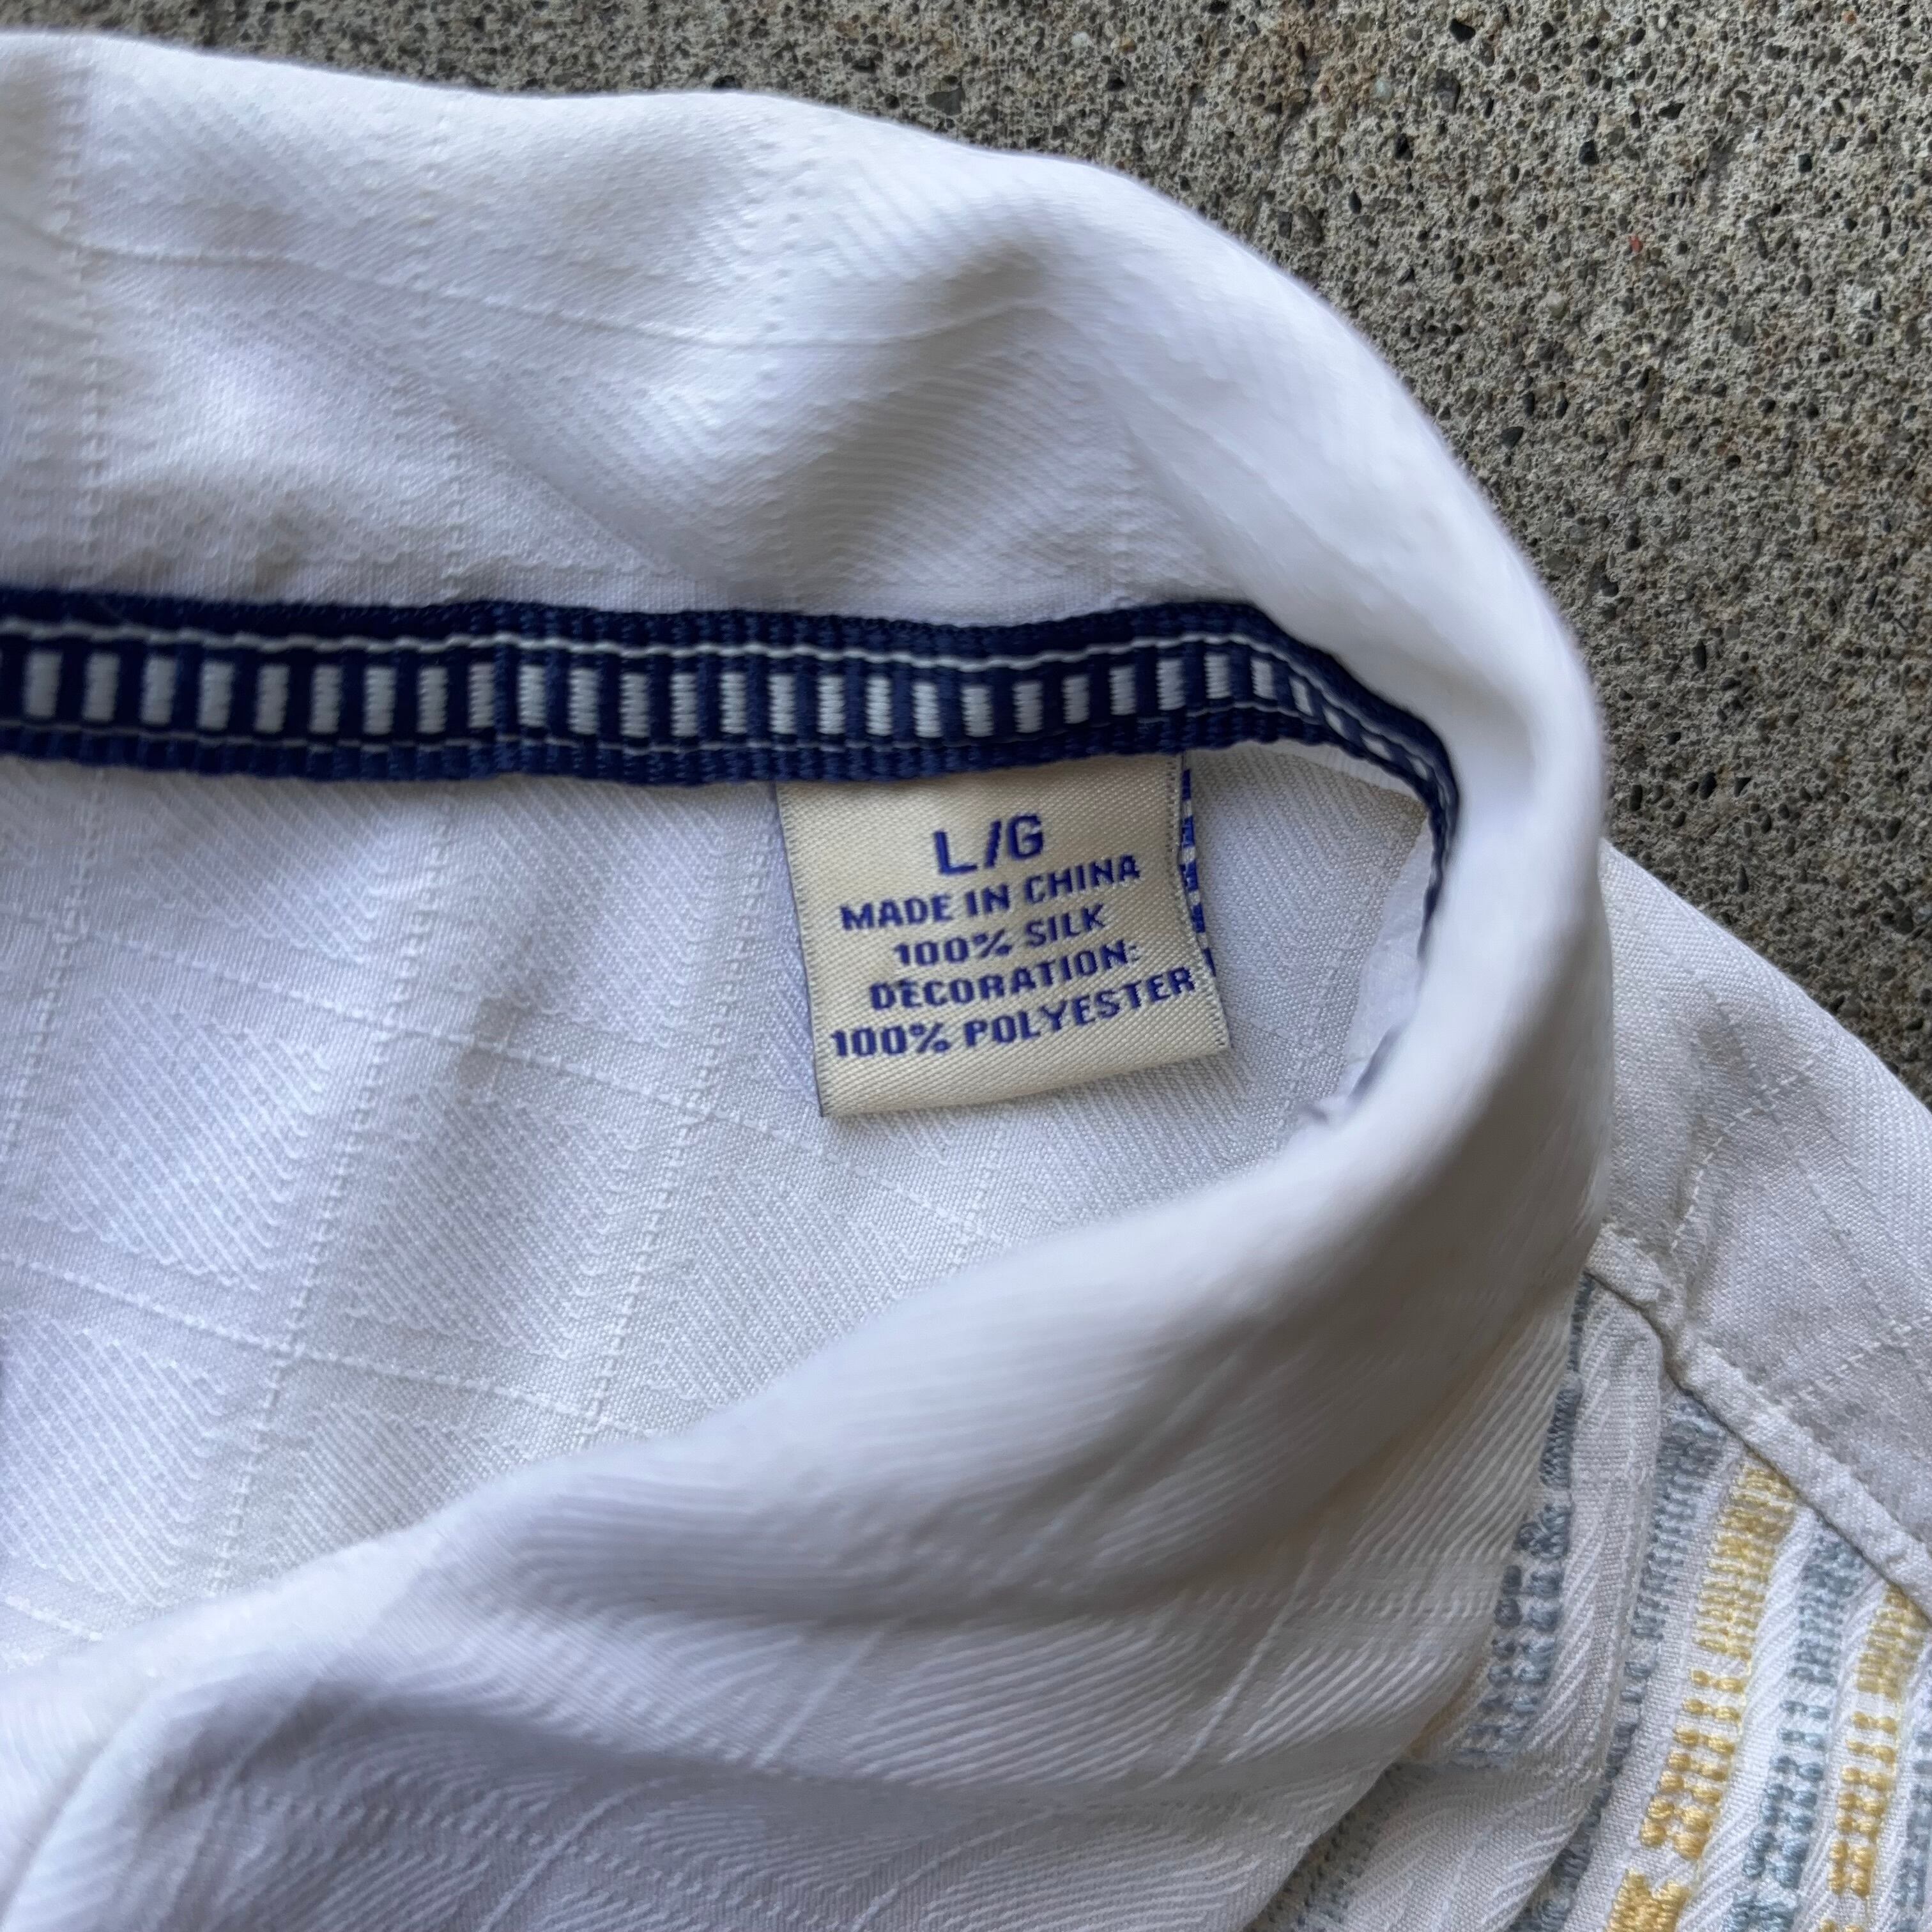 L/G
MADE IN CHINA
100% SILK
DECORATION:
100% POLYESTER